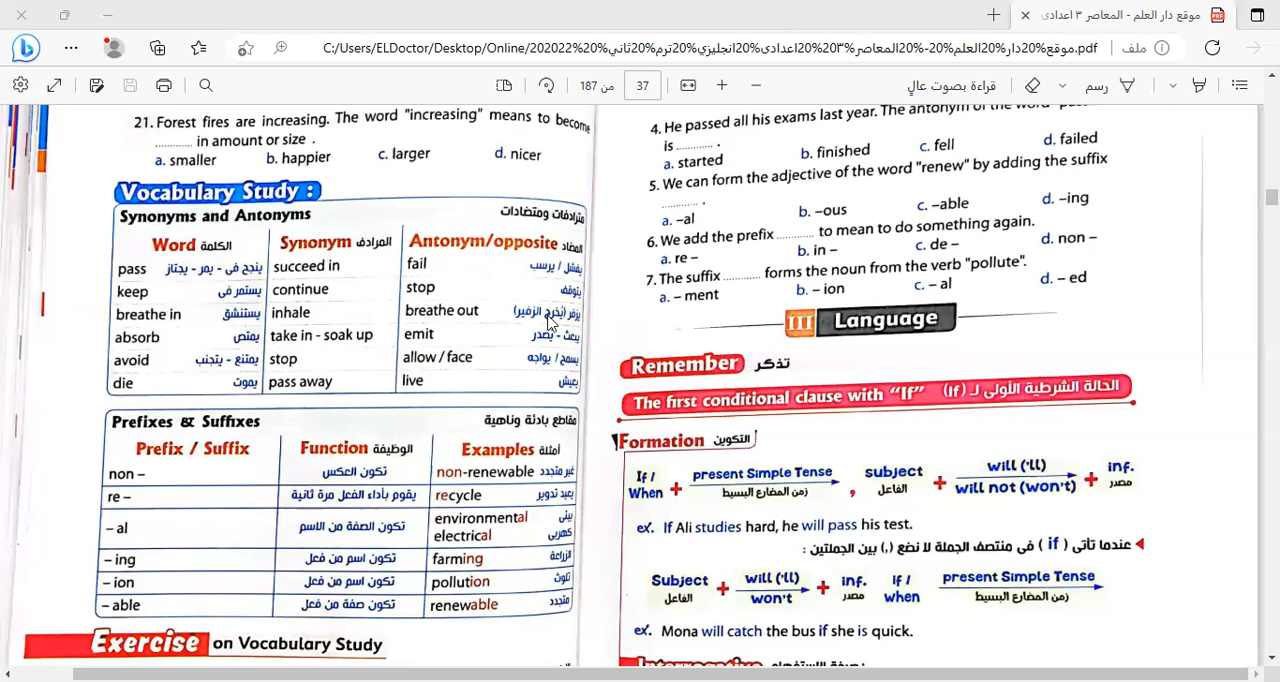 موقع دار العلم - المعاصر ٣ اعدادى
C:/Users/ELDoctor/Desktop/Online/202022%20%موقع%20دار%20العلم%20-%20المعاصر%20٣%20اعدادى%20انجليزي%20ترم%20ثاني.pdf
ملف
قراءة بصوت عالٍ
رسم
37
من 187
21. Forest fires are increasing. The word "increasing" means to become
............ in amount or size .
a. smaller b. happier c. larger d. nicer
Vocabulary Study :
Synonyms and Antonyms مترادفات ومتضادات
Word الكلمة Synonym المرادف Antonym/opposite المضاد
pass ينجح فى - يمر - يجتاز succeed in fail يفشل / يرسب
keep يستمر فى continue stop يتوقف
breathe in يستنشق inhale breathe out يزفر (يُخرج الزفير)
absorb يمتص take in - soak up emit يبعث - يصدر
avoid يمتنع - يتجنب stop allow / face يسمح / يواجه
die يموت pass away live يعيش
Prefixes & Suffixes مقاطع بادئة وناهية
Prefix / Suffix Function الوظيفة Examples أمثلة
non – تكون العكس non-renewable غير متجدد
re – يقوم بأداء الفعل مرة ثانية recycle يعيد تدوير
– al تكون الصفة من الاسم environmental بيئى
electrical كهربى
– ing تكون اسم من فعل farming الزراعة
– ion تكون اسم من فعل pollution تلوث
– able تكون صفة من فعل renewable متجدد
Exercise on Vocabulary Study
4. He passed all his exams last year. The antonym of the word
is ............ .
a. started b. finished c. fell d. failed
5. We can form the adjective of the word "renew" by adding the suffix
............ .
a. –al b. –ous c. –able d. –ing
6. We add the prefix ............ to mean to do something again.
a. re – b. in – c. de – d. non –
7. The suffix ............ forms the noun from the verb "pollute".
a. – ment b. – ion c. – al d. – ed
III Language
Remember تذكر
The first conditional clause with “If” الحالة الشرطية الأولى لـ (If)
Formation التكوين
If / When + present Simple Tense زمن المضارع البسيط , subject الفاعل + will ('ll) will not (won't) + inf. مصدر
ex. If Ali studies hard, he will pass his test.
عندما تأتى ( if ) فى منتصف الجملة لا نضع (,) بين الجملتين :
Subject الفاعل + will ('ll) won't + inf. مصدر if / when present Simple Tense زمن المضارع البسيط
ex. Mona will catch the bus if she is quick.